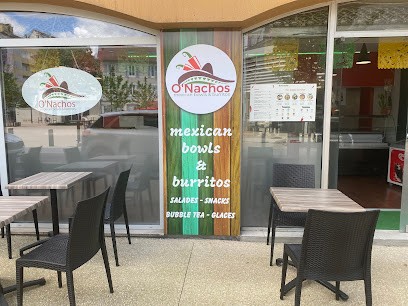 O'Nachos
O'Nachos
mexican
bowls
&
burritos
SALADES - SNACKS
BUBBLE TEA - GLACES